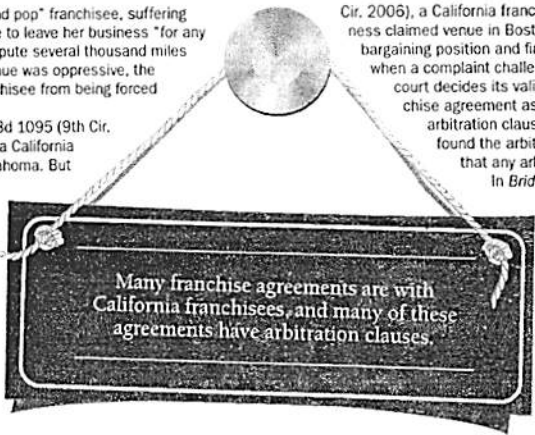 nd pop" franchisee, suffering
e to leave her business "for any
pute several thousand miles
nue was oppressive, the
chisee from being forced
3d 1095 (9th Cir.
a California
ahoma. But
Cir. 2006), a California franc
ness claimed venue in Bost
bargaining position and fi
when a complaint challe
court decides its vali
chise agreement as
arbitration claus
found the arbit
that any ar
In Brid
Many franchise agreements are with
California franchisees, and many of these
agreements have arbitration clauses.